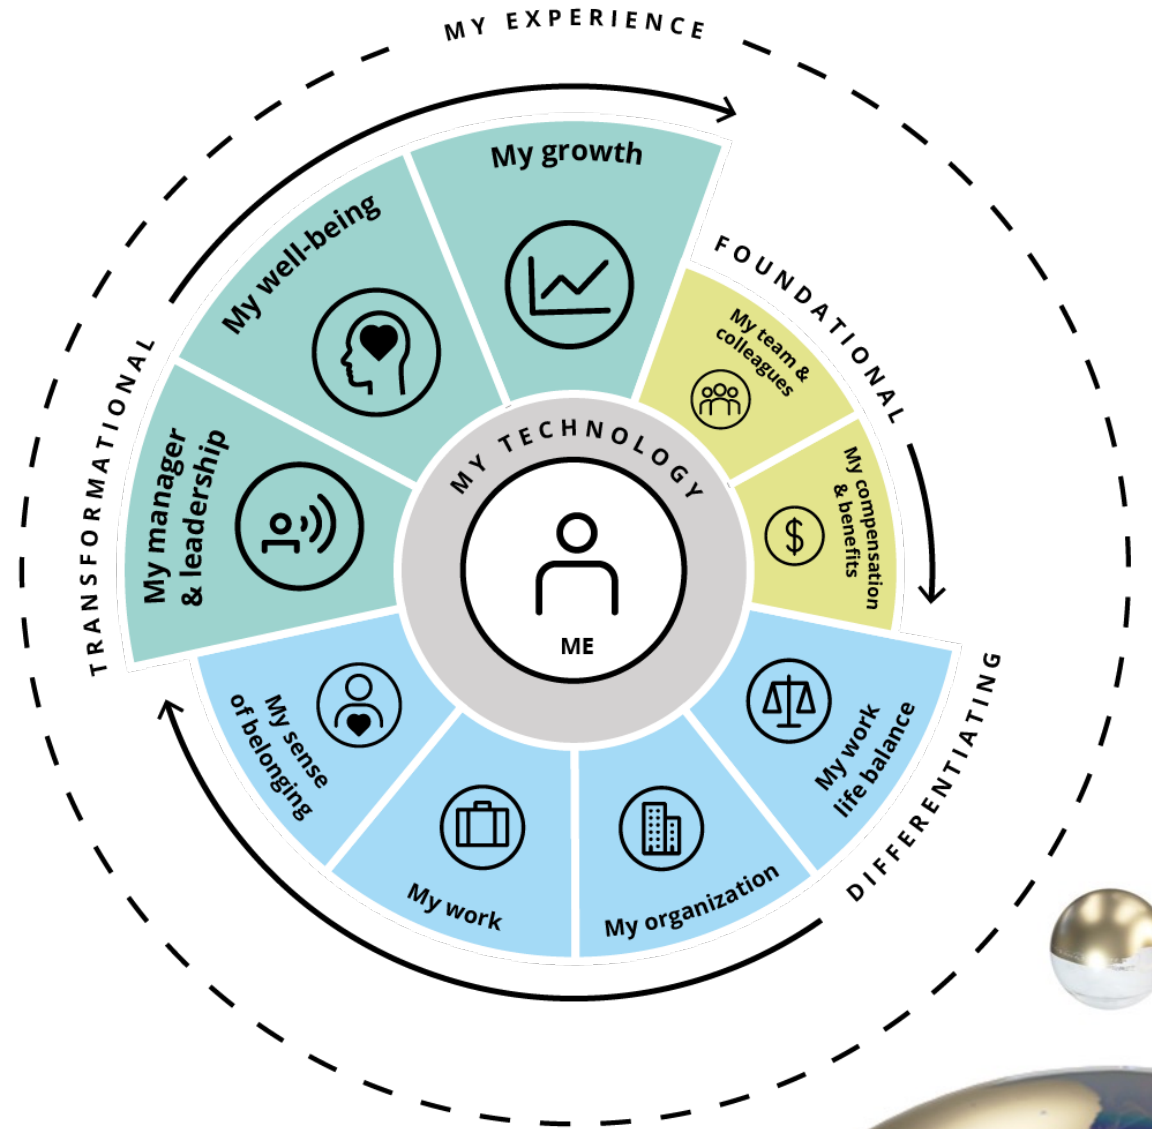 MY EXPERIENCE
My growth
My well-being
My manager
& leadership
TRANSFORMATIONAL
FOUNDATIONAL
My team &
colleagues
My compensation
& benefits
MY TECHNOLOGY
$
ME
DIFFERENTIATING
My work
life balance
My organization
My work
My sense
of belonging